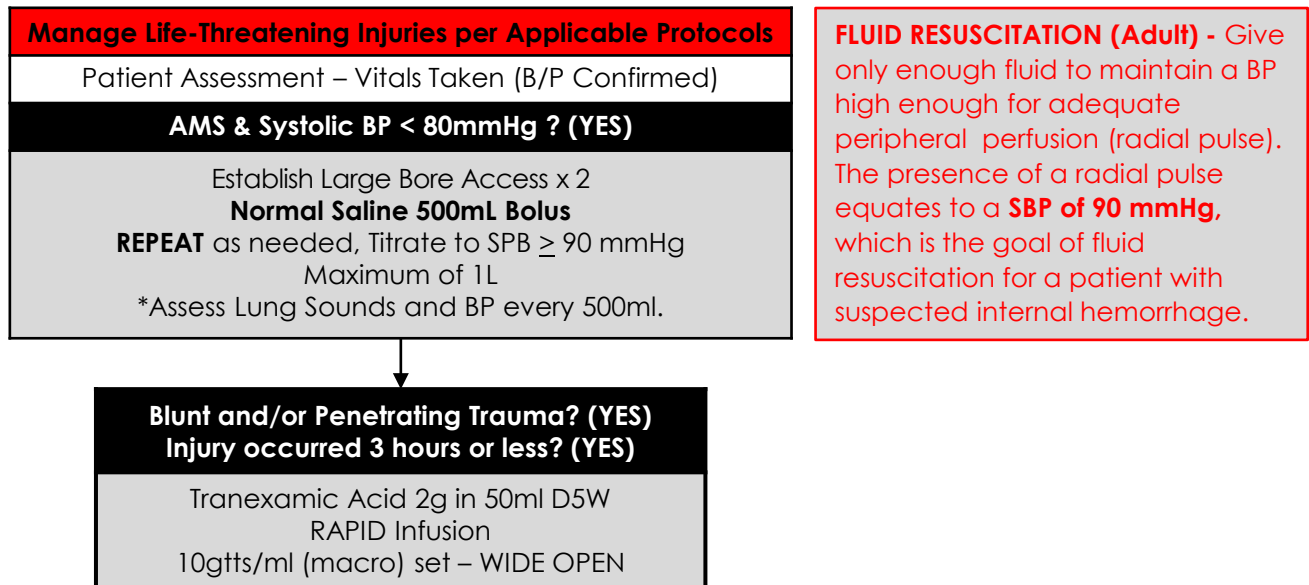 Manage Life-Threatening Injuries per Applicable Protocols
Patient Assessment – Vitals Taken (B/P Confirmed)
AMS & Systolic BP < 80mmHg ? (YES)
Establish Large Bore Access x 2
Normal Saline 500mL Bolus
REPEAT as needed, Titrate to SPB ≥ 90 mmHg
Maximum of 1L
*Assess Lung Sounds and BP every 500ml.
FLUID RESUSCITATION (Adult) - Give
only enough fluid to maintain a BP
high enough for adequate
peripheral perfusion (radial pulse).
The presence of a radial pulse
equates to a SBP of 90 mmHg,
which is the goal of fluid
resuscitation for a patient with
suspected internal hemorrhage.
Blunt and/or Penetrating Trauma? (YES)
Injury occurred 3 hours or less? (YES)
Tranexamic Acid 2g in 50ml D5W
RAPID Infusion
10gtts/ml (macro) set – WIDE OPEN